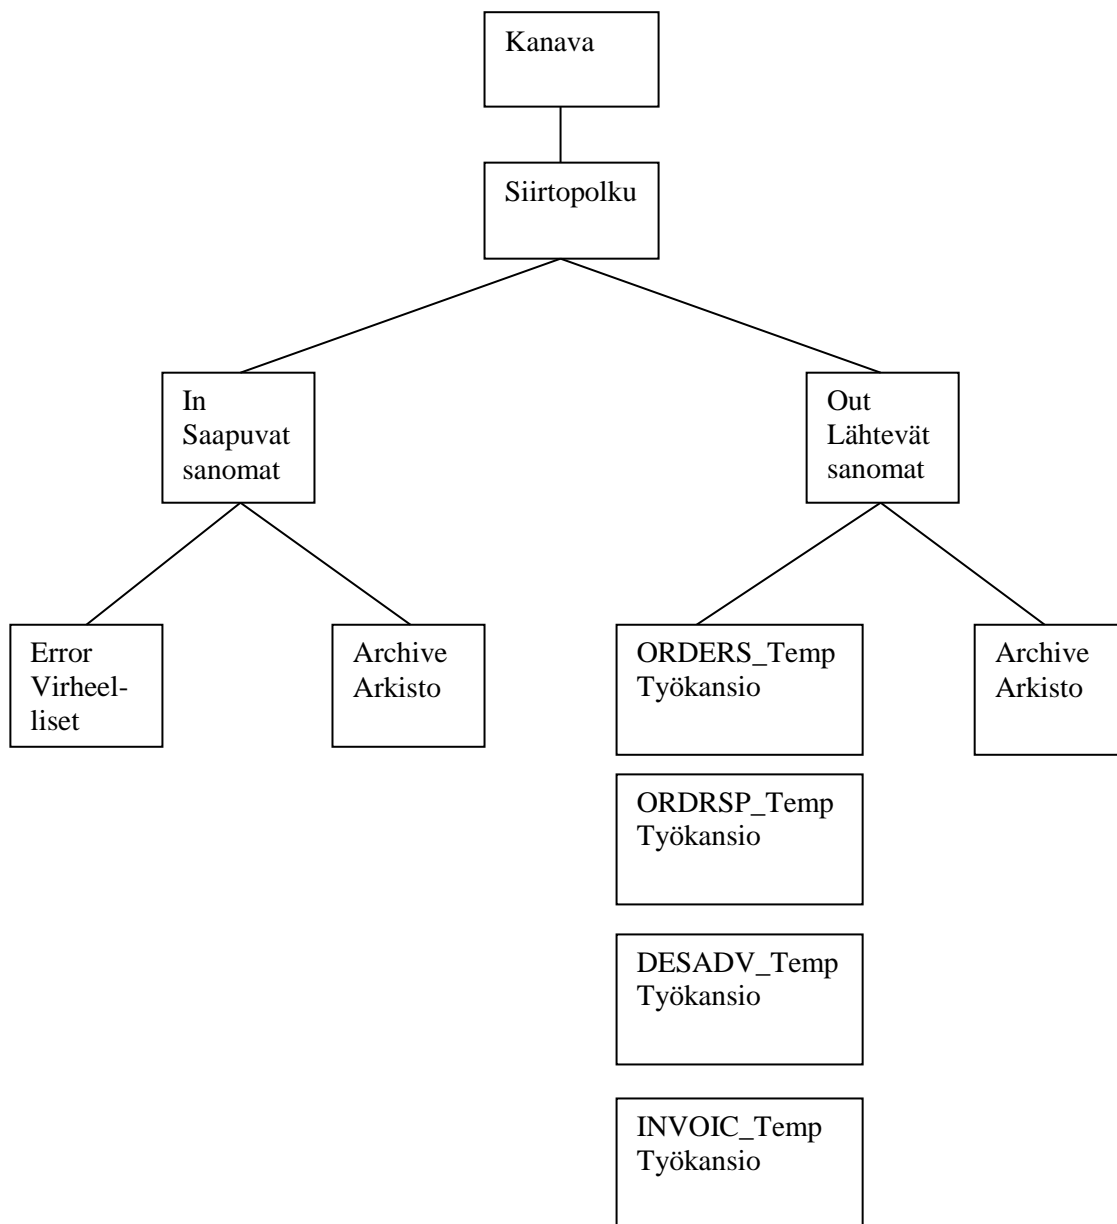 Kanava
Siirtopolku
In
Saapuvat
sanomat
Out
Lähtevät
sanomat
Error
Virheel-
liset
Archive
Arkisto
ORDERS_Temp
Työkansio
Archive
Arkisto
ORDRSP_Temp
Työkansio
DESADV_Temp
Työkansio
INVOIC_Temp
Työkansio